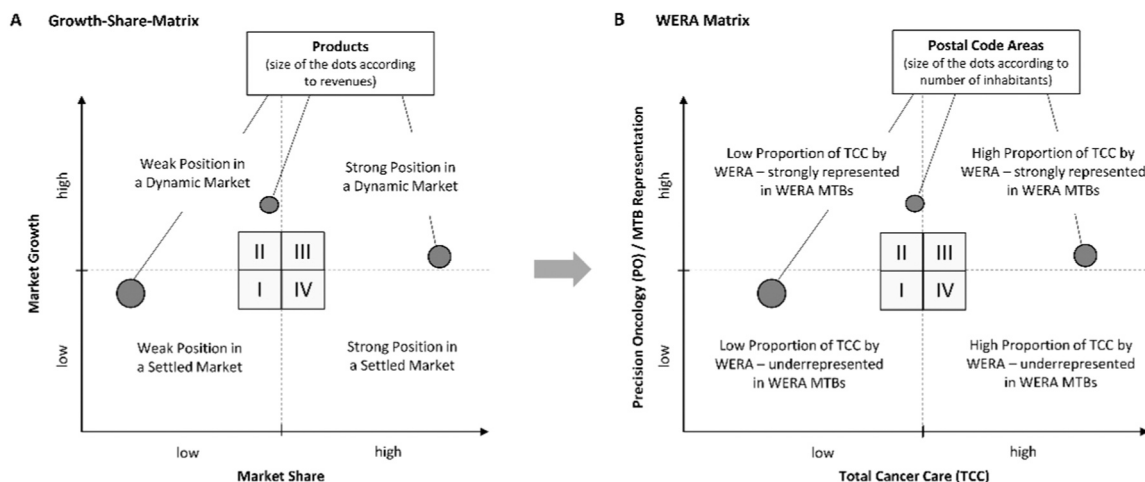 A Growth-Share-Matrix
Products
(size of the dots according
to revenues)
Market Growth
high
low
Weak Position in
a Dynamic Market
Strong Position in
a Dynamic Market
II III
I IV
Weak Position in
a Settled Market
Strong Position in
a Settled Market
low
high
Market Share
B WERA Matrix
Postal Code Areas
(size of the dots according to
number of inhabitants)
Precision Oncology (PO) / MTB Representation
high
low
Low Proportion of TCC by
WERA – strongly represented
in WERA MTBs
High Proportion of TCC by
WERA – strongly represented
in WERA MTBs
II III
I IV
Low Proportion of TCC by
WERA – underrepresented
in WERA MTBs
High Proportion of TCC by
WERA – underrepresented
in WERA MTBs
low
high
Total Cancer Care (TCC)